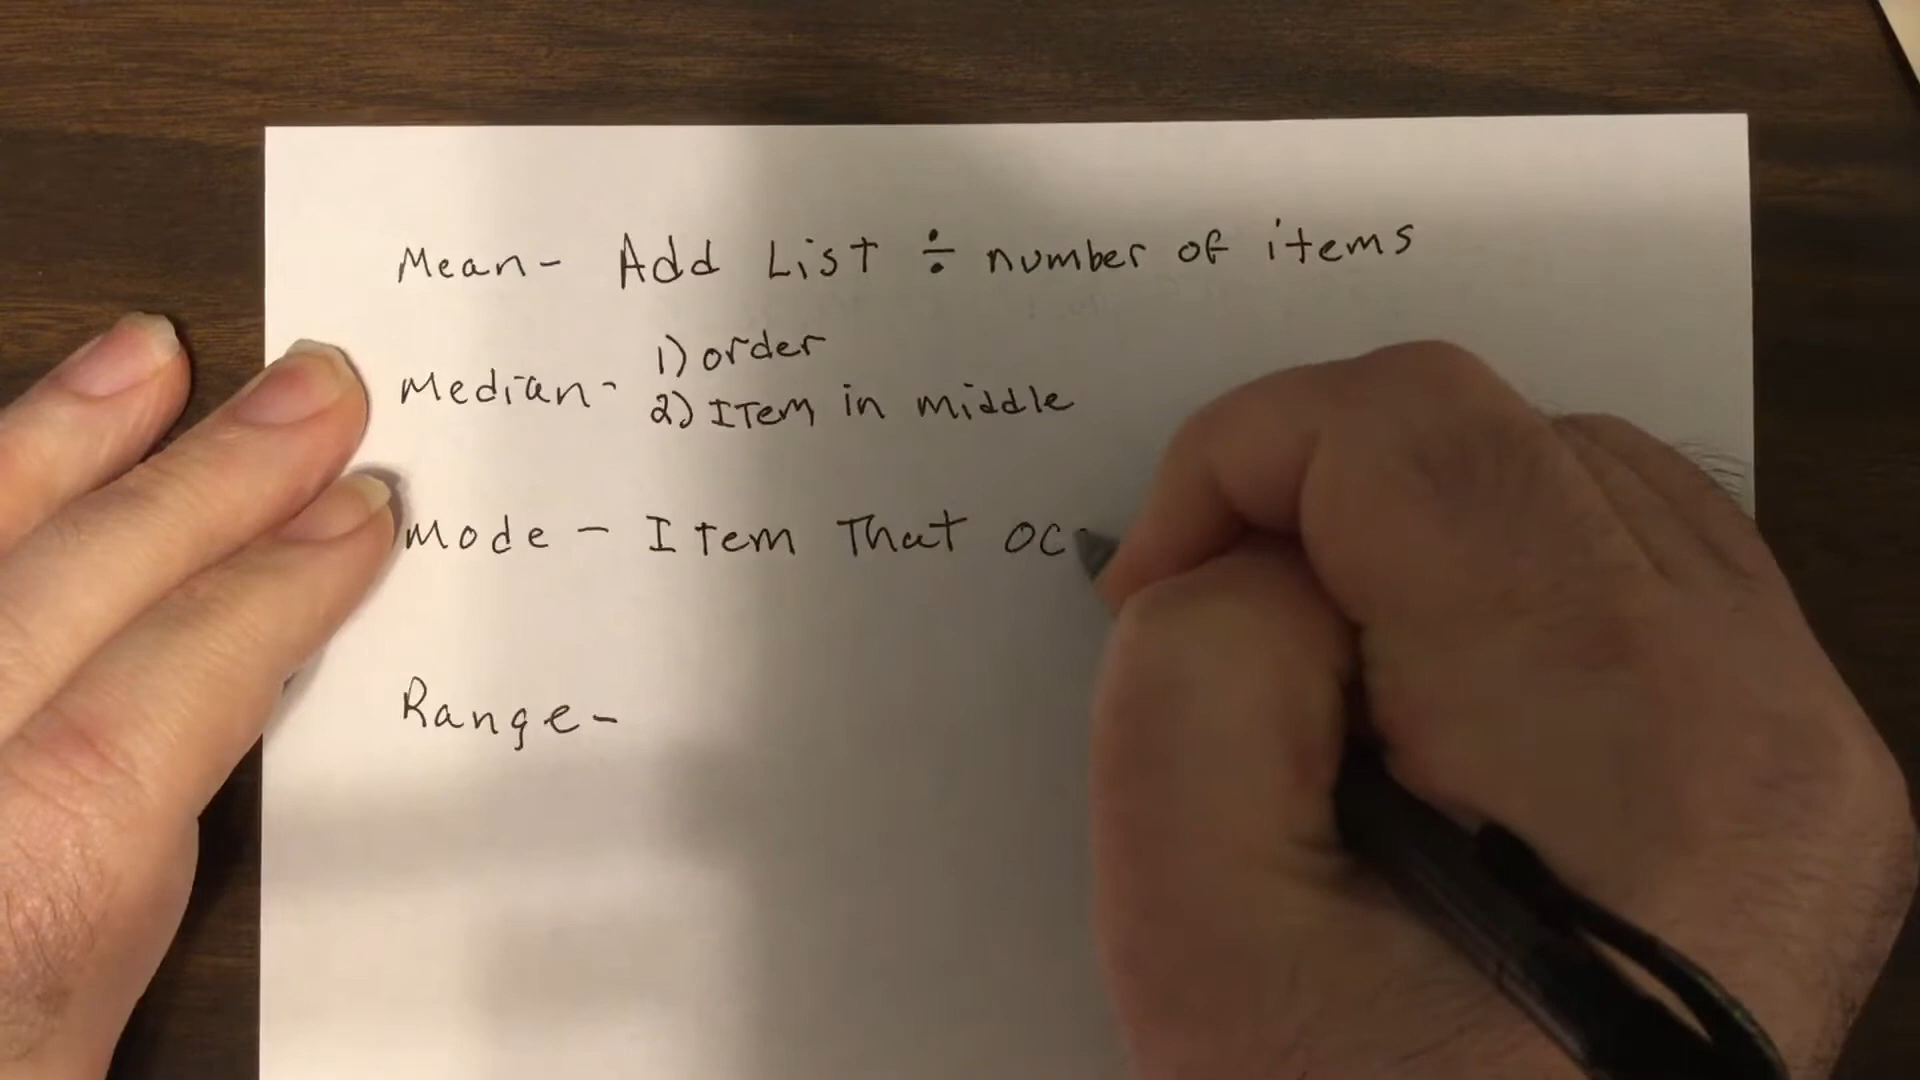 Mean- Add List ÷ number of items
1) order
Median-
2) Item in middle
Mode - Item That oc
Range-